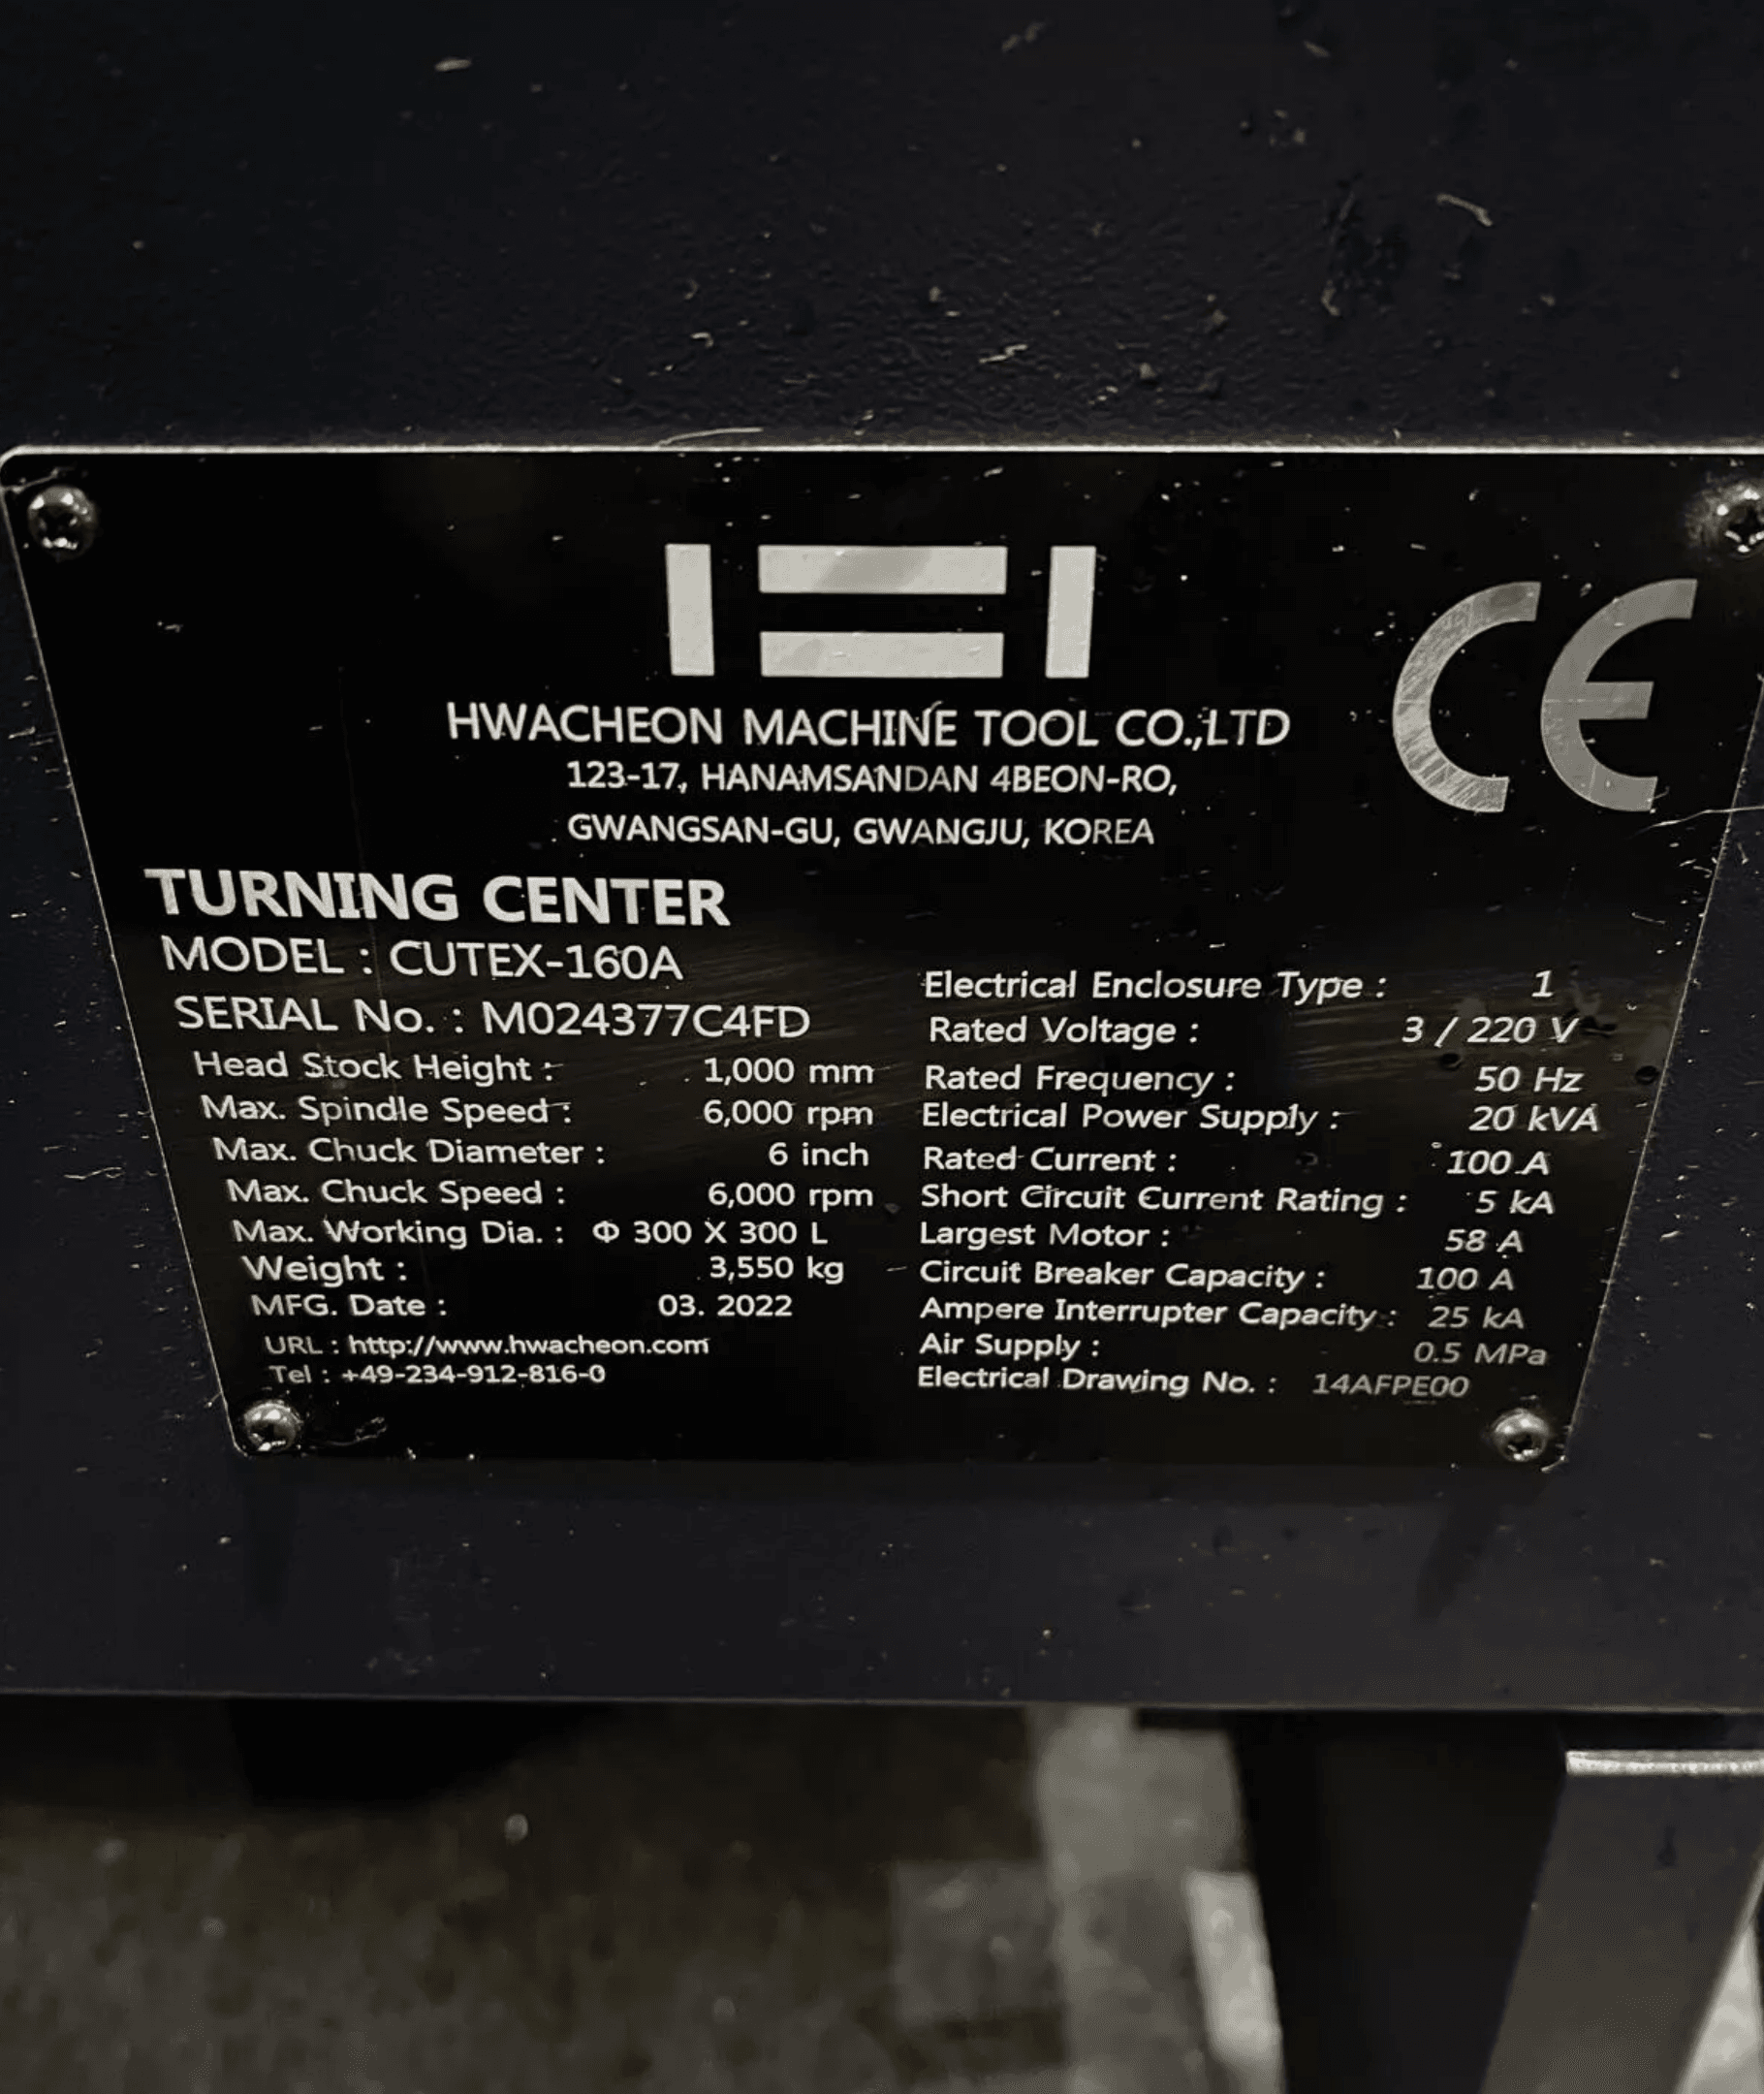 HWACHEON MACHINE TOOL CO.,LTD
123-17, HANAMSANDAN 4BEON-RO,
GWANGSAN-GU, GWANGJU, KOREA
CE
TURNING CENTER
MODEL : CUTEX-160A
SERIAL No. : M024377C4FD
Head Stock Height : 1,000 mm
Max. Spindle Speed : 6,000 rpm
Max. Chuck Diameter : 6 inch
Max. Chuck Speed : 6,000 rpm
Max. Working Dia. : Φ 300 X 300 L
Weight : 3,550 kg
MFG. Date : 03. 2022
URL : http://www.hwacheon.com
Tel : +49-234-912-816-0
Electrical Enclosure Type : 1
Rated Voltage : 3 / 220 V
Rated Frequency : 50 Hz
Electrical Power Supply : 20 kVA
Rated Current : 100 A
Short Circuit Current Rating : 5 kA
Largest Motor : 58 A
Circuit Breaker Capacity : 100 A
Ampere Interrupter Capacity : 25 kA
Air Supply : 0.5 MPa
Electrical Drawing No. : 14AFPE00